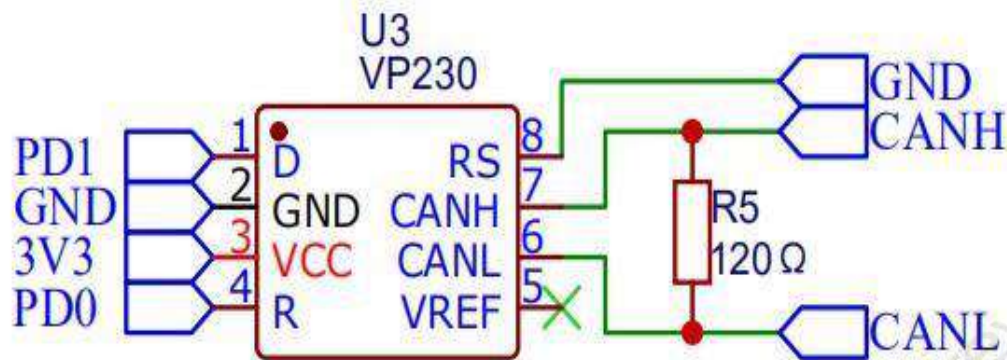 U3
VP230
PD1
GND
3V3
PD0
1
2
3
4
D
GND
VCC
R
RS
CANH
CANL
VREF
8
7
6
5
R5
120 Ω
GND
CANH
CANL